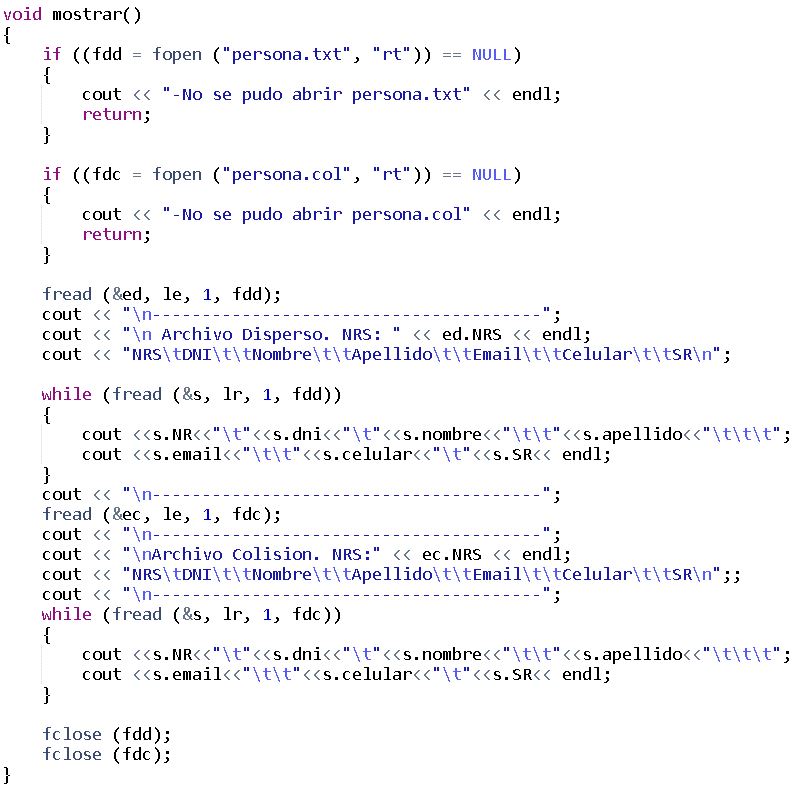 void mostrar()
{
    if ((fdd = fopen ("persona.txt", "rt")) == NULL)
    {
        cout << "-No se pudo abrir persona.txt" << endl;
        return;
    }

    if ((fdc = fopen ("persona.col", "rt")) == NULL)
    {
        cout << "-No se pudo abrir persona.col" << endl;
        return;
    }

    fread (&ed, le, 1, fdd);
    cout << "\n---------------------------------------";
    cout << "\n Archivo Disperso. NRS: " << ed.NRS << endl;
    cout << "NRS\tDNI\t\tNombre\t\tApellido\t\tEmail\t\tCelular\t\tSR\n";

    while (fread (&s, lr, 1, fdd))
    {
        cout <<s.NR<<"\t"<<s.dni<<"\t"<<s.nombre<<"\t\t"<<s.apellido<<"\t\t\t";
        cout <<s.email<<"\t\t"<<s.celular<<"\t"<<s.SR<< endl;
    }
    cout << "\n---------------------------------------";
    fread (&ec, le, 1, fdc);
    cout << "\n---------------------------------------";
    cout << "\nArchivo Colision. NRS:" << ec.NRS << endl;
    cout << "NRS\tDNI\t\tNombre\t\tApellido\t\tEmail\t\tCelular\t\tSR\n";;
    cout << "\n---------------------------------------";
    while (fread (&s, lr, 1, fdc))
    {
        cout <<s.NR<<"\t"<<s.dni<<"\t"<<s.nombre<<"\t\t"<<s.apellido<<"\t\t\t";
        cout <<s.email<<"\t\t"<<s.celular<<"\t"<<s.SR<< endl;
    }

    fclose (fdd);
    fclose (fdc);
}